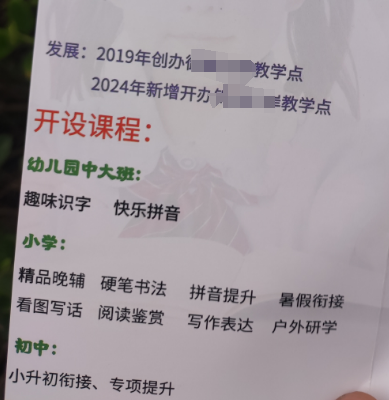 发展：2019年创办教学点
2024年新增开办教学点
开设课程：
幼儿园中大班：
趣味识字 快乐拼音
小学：
精品晚辅 硬笔书法 拼音提升 暑假衔接
看图写话 阅读鉴赏 写作表达 户外研学
初中：
小升初衔接、专项提升